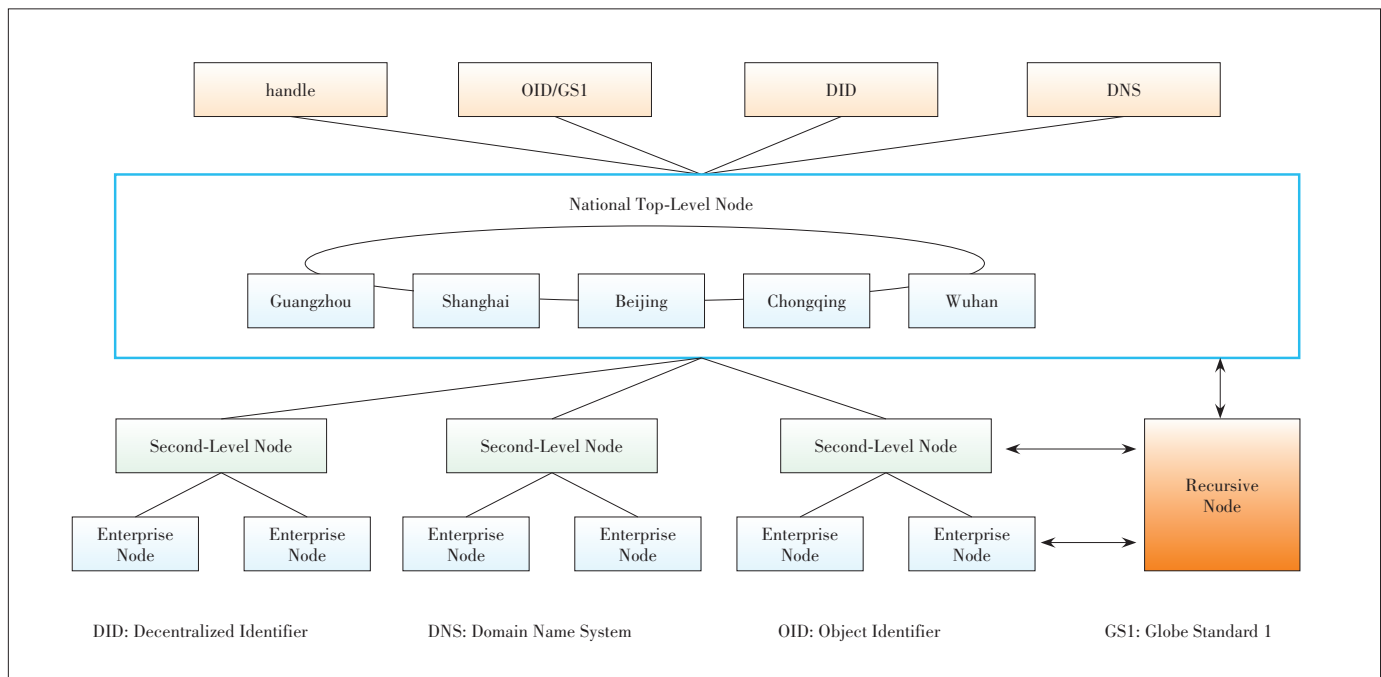 handle
OID/GS1
DID
DNS
National Top-Level Node
Guangzhou
Shanghai
Beijing
Chongqing
Wuhan
Second-Level Node
Second-Level Node
Second-Level Node
Recursive
Node
Enterprise
Node
Enterprise
Node
Enterprise
Node
Enterprise
Node
Enterprise
Node
Enterprise
Node
DID: Decentralized Identifier
DNS: Domain Name System
OID: Object Identifier
GS1: Globe Standard 1